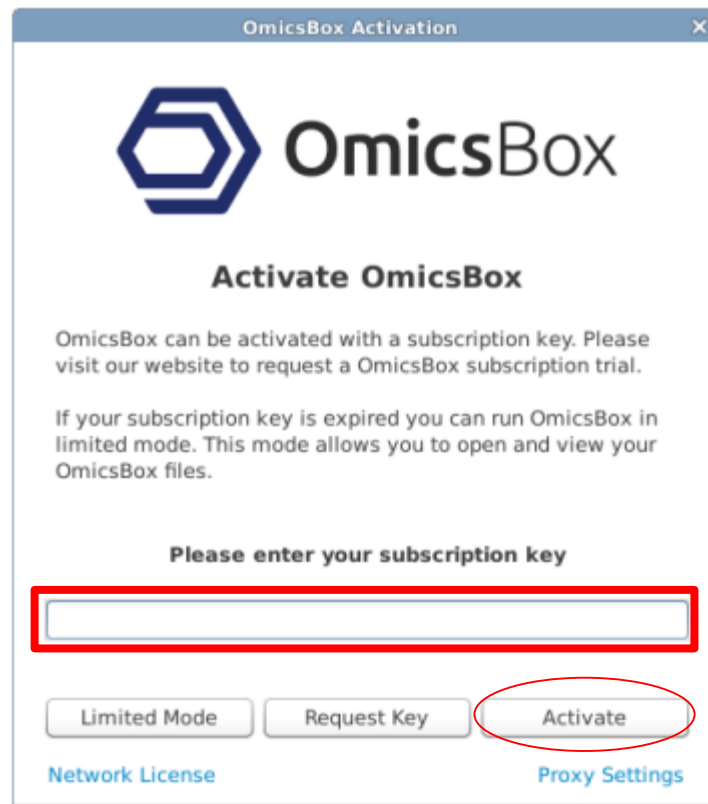 OmicsBox Activation
OmicsBox
Activate OmicsBox
OmicsBox can be activated with a subscription key. Please
visit our website to request a OmicsBox subscription trial.
If your subscription key is expired you can run OmicsBox in
limited mode. This mode allows you to open and view your
OmicsBox files.
Please enter your subscription key
Limited Mode Request Key Activate
Network License Proxy Settings